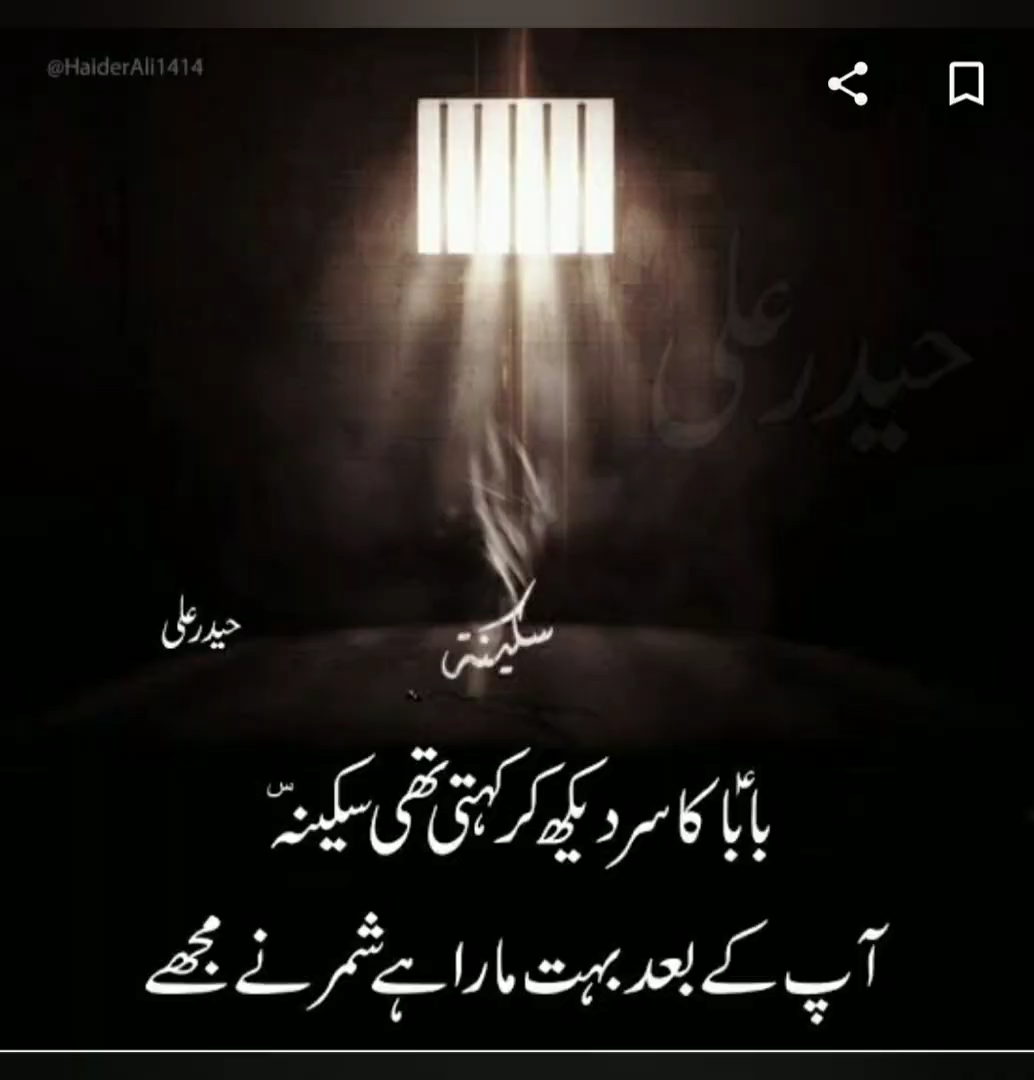 @HaiderAli1414
حیدر علی
حیدر علی
سکینۃ
باباؑ کا سر دیکھ کر کہتی تھی سکینہ س
آپ کے بعد بہت مارا ہے شمر نے مجھے